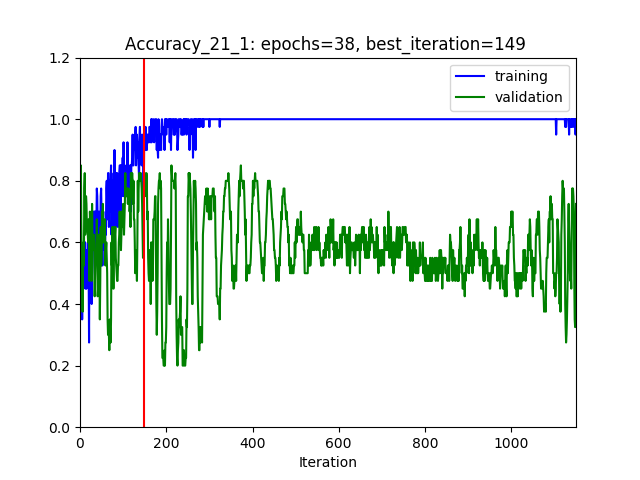 Accuracy_21_1: epochs=38, best_iteration=149
training
validation
1.2
1.0
0.8
0.6
0.4
0.2
0.0
0 200 400 600 800 1000
Iteration